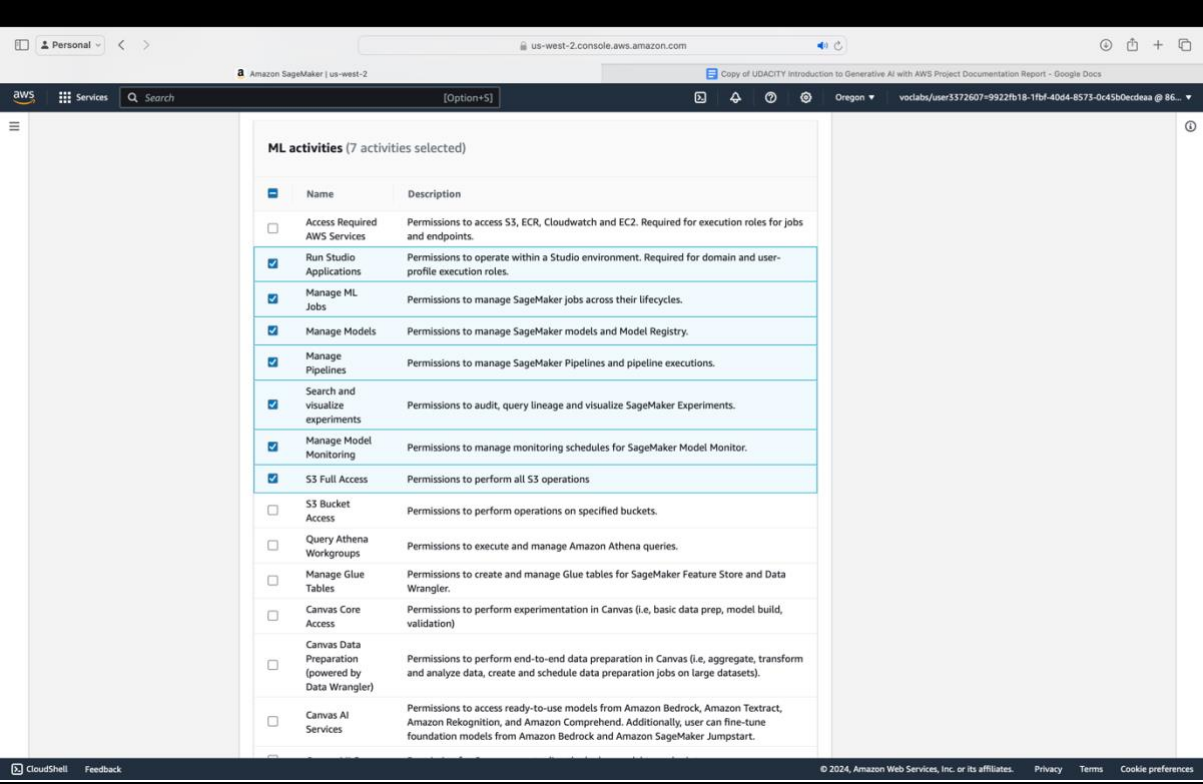 Personal
us-west-2.console.aws.amazon.com
a Amazon SageMaker | us-west-2
Copy of UDACITY Introduction to Generative AI with AWS Project Documentation Report - Google Docs
aws
Services
Search
[Option+S]
Oregon
voclabs/user3372607=9922fb18-1fbf-40d4-8573-0c45b0ecdeaa @ 86...
ML activities (7 activities selected)
Name
Description
Access Required
AWS Services
Permissions to access S3, ECR, Cloudwatch and EC2. Required for execution roles for jobs
and endpoints.
Run Studio
Applications
Permissions to operate within a Studio environment. Required for domain and user-
profile execution roles.
Manage ML
Jobs
Permissions to manage SageMaker jobs across their lifecycles.
Manage Models
Permissions to manage SageMaker models and Model Registry.
Manage
Pipelines
Permissions to manage SageMaker Pipelines and pipeline executions.
Search and
visualize
experiments
Permissions to audit, query lineage and visualize SageMaker Experiments.
Manage Model
Monitoring
Permissions to manage monitoring schedules for SageMaker Model Monitor.
S3 Full Access
Permissions to perform all S3 operations
S3 Bucket
Access
Permissions to perform operations on specified buckets.
Query Athena
Workgroups
Permissions to execute and manage Amazon Athena queries.
Manage Glue
Tables
Permissions to create and manage Glue tables for SageMaker Feature Store and Data
Wrangler.
Canvas Core
Access
Permissions to perform experimentation in Canvas (i.e, basic data prep, model build,
validation)
Canvas Data
Preparation
(powered by
Data Wrangler)
Permissions to perform end-to-end data preparation in Canvas (i.e, aggregate, transform
and analyze data, create and schedule data preparation jobs on large datasets).
Canvas AI
Services
Permissions to access ready-to-use models from Amazon Bedrock, Amazon Textract,
Amazon Rekognition, and Amazon Comprehend. Additionally, user can fine-tune
foundation models from Amazon Bedrock and Amazon SageMaker Jumpstart.
CloudShell
Feedback
© 2024, Amazon Web Services, Inc. or its affiliates.
Privacy
Terms
Cookie preferences